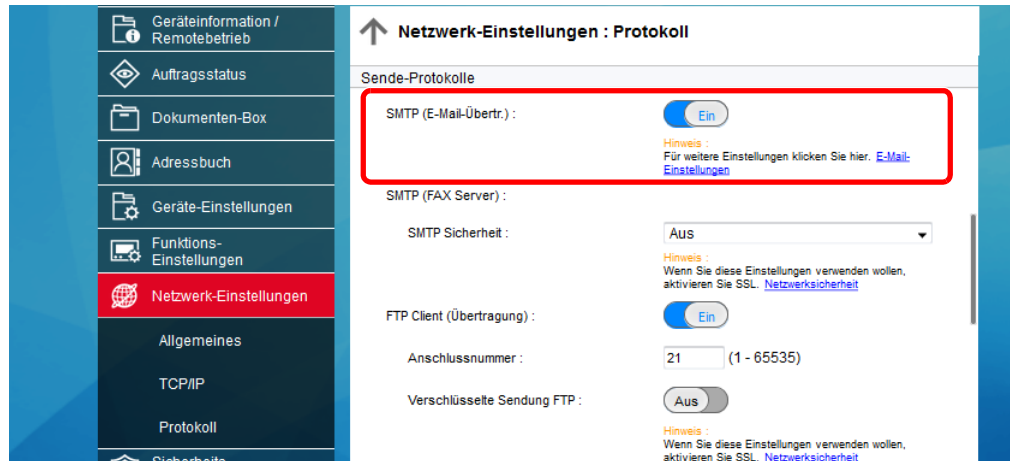 Geräteinformation /
Remotebetrieb
Auftragsstatus
Dokumenten-Box
Adressbuch
Geräte-Einstellungen
Funktions-
Einstellungen
Netzwerk-Einstellungen
Allgemeines
TCP/IP
Protokoll
Sicherheits
Netzwerk-Einstellungen : Protokoll
Sende-Protokolle
SMTP (E-Mail-Übertr.) :
Ein
Hinweis :
Für weitere Einstellungen klicken Sie hier. E-Mail-
Einstellungen
SMTP (FAX Server) :
SMTP Sicherheit :
Aus
Hinweis :
Wenn Sie diese Einstellungen verwenden wollen,
aktivieren Sie SSL. Netzwerksicherheit
FTP Client (Übertragung) :
Ein
Anschlussnummer :
21 (1 - 65535)
Verschlüsselte Sendung FTP :
Aus
Hinweis :
Wenn Sie diese Einstellungen verwenden wollen,
aktivieren Sie SSL. Netzwerksicherheit